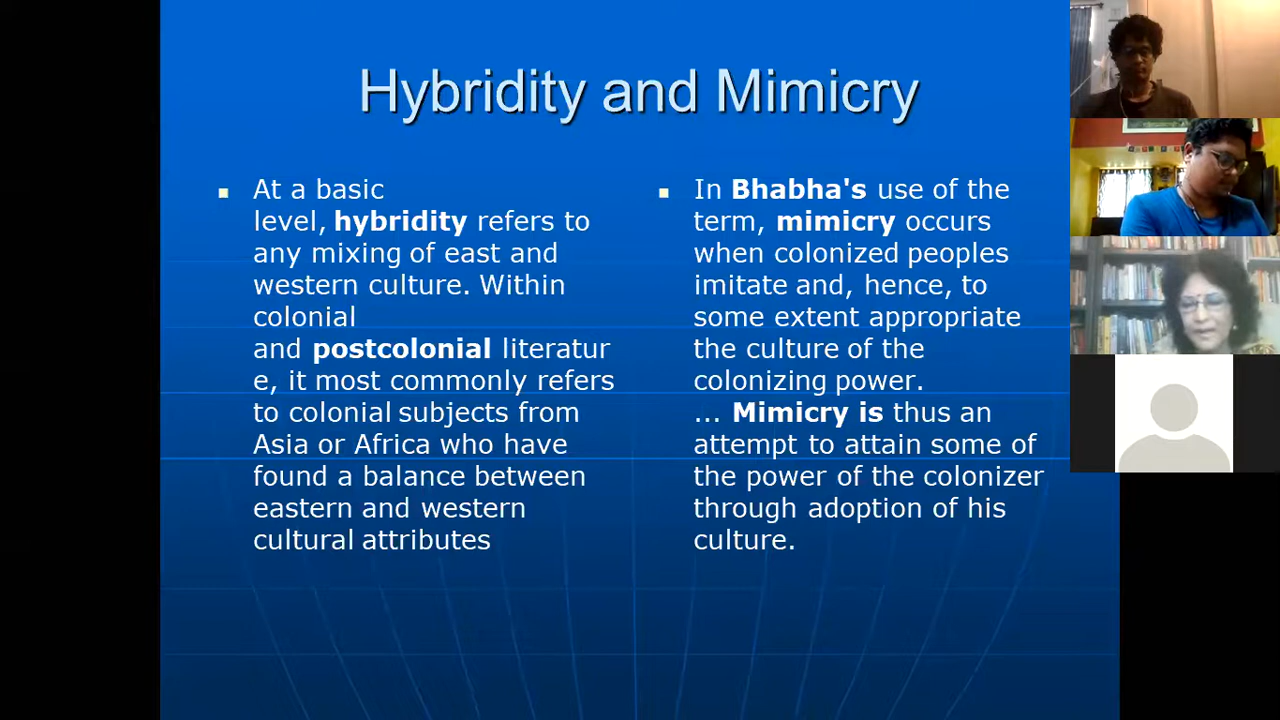 Hybridity and Mimicry
At a basic
level, hybridity refers to
any mixing of east and
western culture. Within
colonial
and postcolonial literatur
e, it most commonly refers
to colonial subjects from
Asia or Africa who have
found a balance between
eastern and western
cultural attributes
In Bhabha's use of the
term, mimicry occurs
when colonized peoples
imitate and, hence, to
some extent appropriate
the culture of the
colonizing power.
... Mimicry is thus an
attempt to attain some of
the power of the colonizer
through adoption of his
culture.